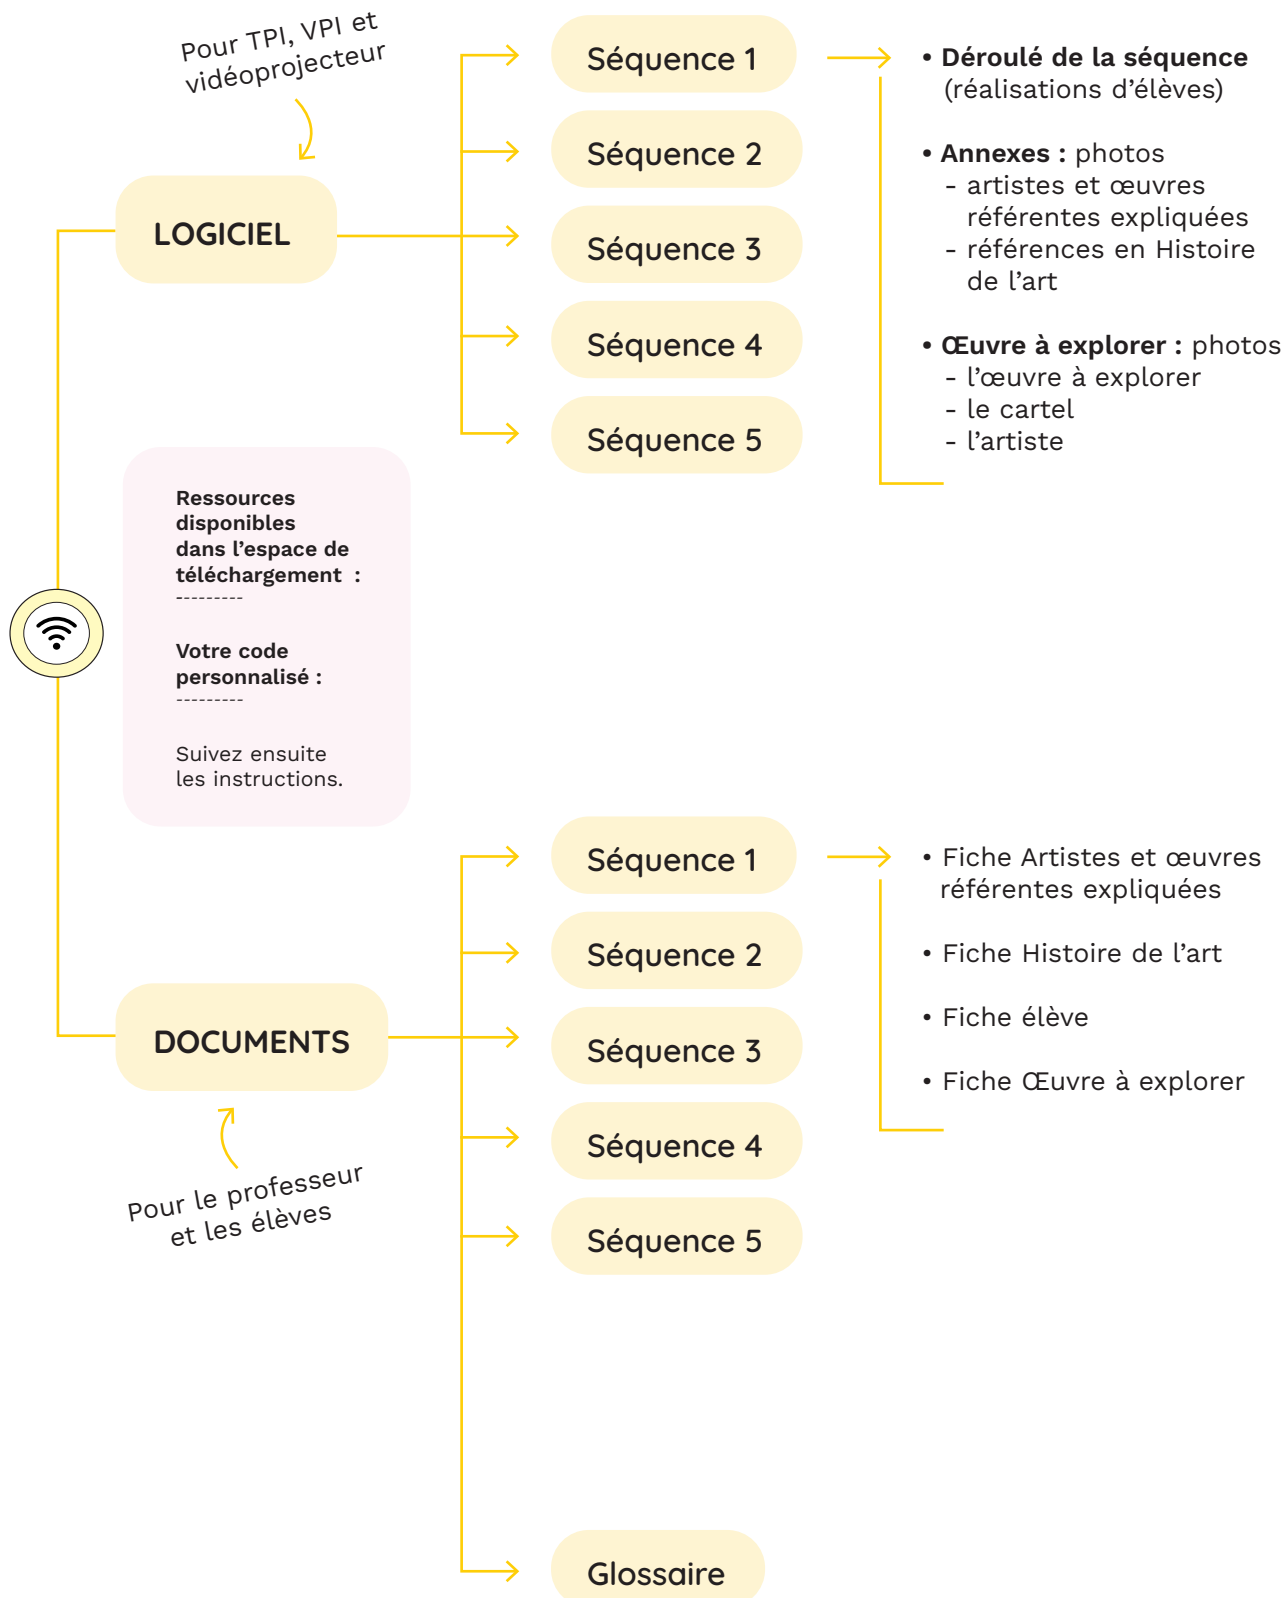 Pour TPI, VPI et
vidéoprojecteur
LOGICIEL
Séquence 1
Séquence 2
Séquence 3
Séquence 4
Séquence 5
• Déroulé de la séquence
(réalisations d’élèves)
• Annexes : photos
- artistes et œuvres
référentes expliquées
- références en Histoire
de l’art
• Œuvre à explorer : photos
- l’œuvre à explorer
- le cartel
- l’artiste
Ressources
disponibles
dans l’espace de
téléchargement :
---------
Votre code
personnalisé :
---------
Suivez ensuite
les instructions.
DOCUMENTS
Pour le professeur
et les élèves
Séquence 1
Séquence 2
Séquence 3
Séquence 4
Séquence 5
Glossaire
• Fiche Artistes et œuvres
référentes expliquées
• Fiche Histoire de l’art
• Fiche élève
• Fiche Œuvre à explorer